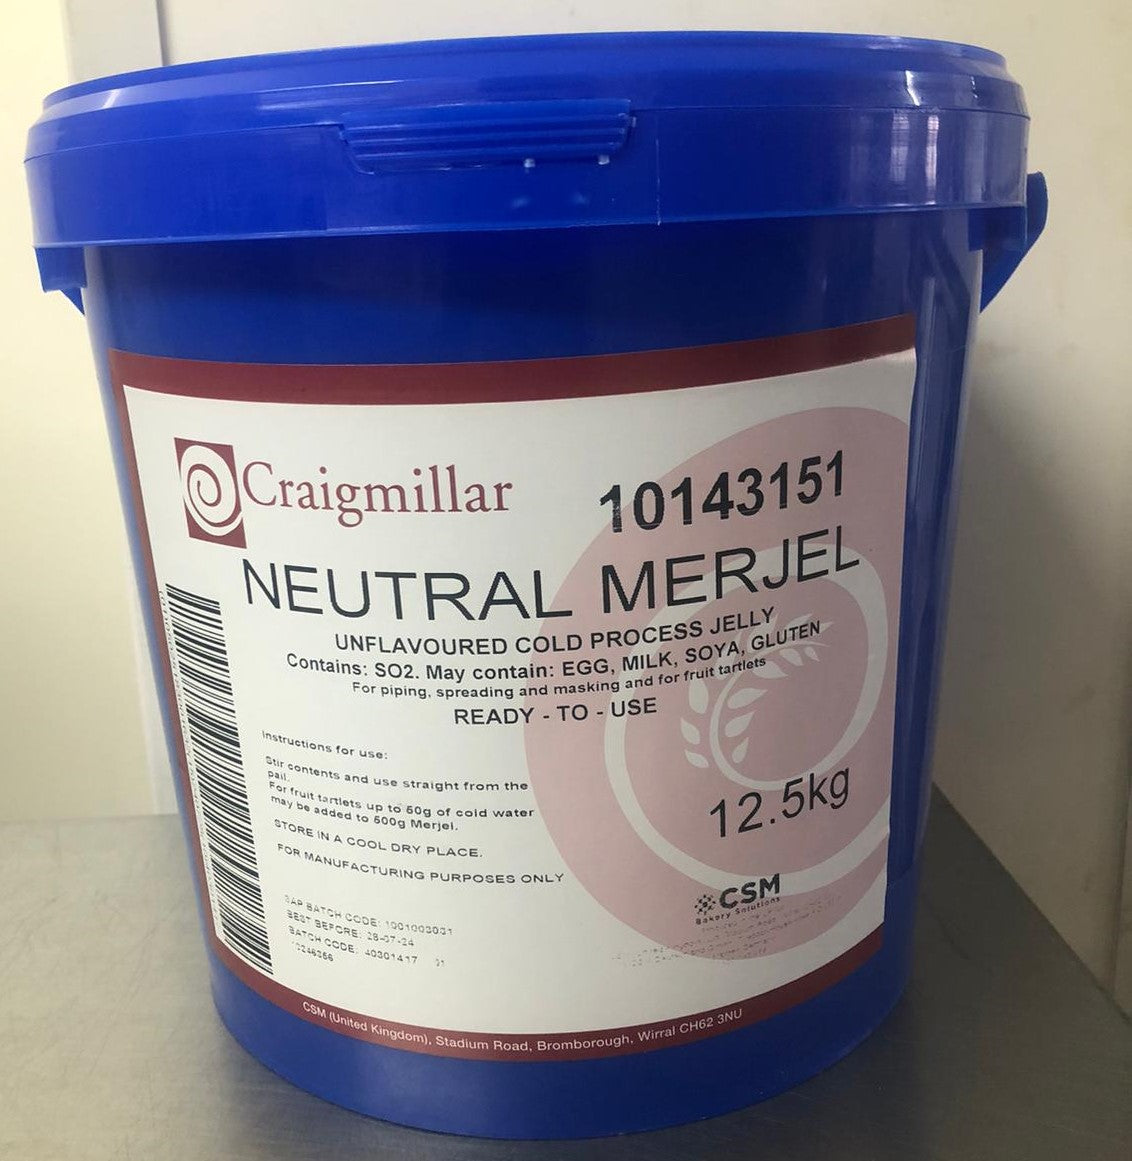 Craigmillar
10143151
NEUTRAL MERJEL
UNFLAVOURED COLD PROCESS JELLY
Contains: SO2. May contain: EGG, MILK, SOYA, GLUTEN
For piping, spreading and masking and for fruit tartlets
READY - TO - USE
Instructions for use:
Stir contents and use straight from the
pail.
For fruit tartlets up to 60g of cold water
may be added to 600g Merjel.
STORE IN A COOL DRY PLACE.
FOR MANUFACTURING PURPOSES ONLY
12.5kg
CSM
Bakery Solutions
SAP BATCH CODE: 1001003031
BEST BEFORE: 28-07-24
BATCH CODE: 40301417 01
CSM (United Kingdom), Stadium Road, Bromborough, Wirral CH62 3NU